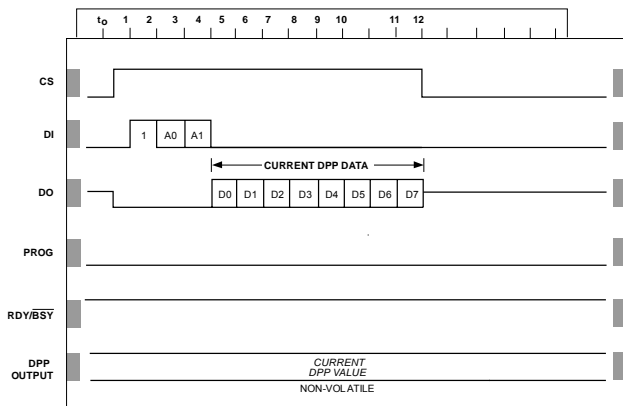 to 1 2 3 4 5 6 7 8 9 10 11 12
CS
DI 1 A0 A1
CURRENT DPP DATA
DO D0 D1 D2 D3 D4 D5 D6 D7
PROG
RDY/BSY
DPP OUTPUT
CURRENT
DPP VALUE
NON-VOLATILE